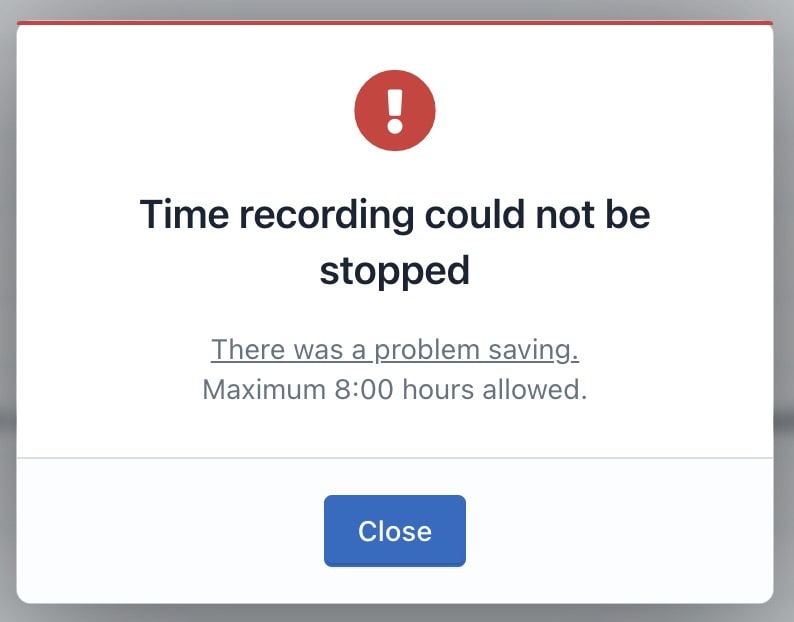 Time recording could not be
stopped
There was a problem saving.
Maximum 8:00 hours allowed.
Close